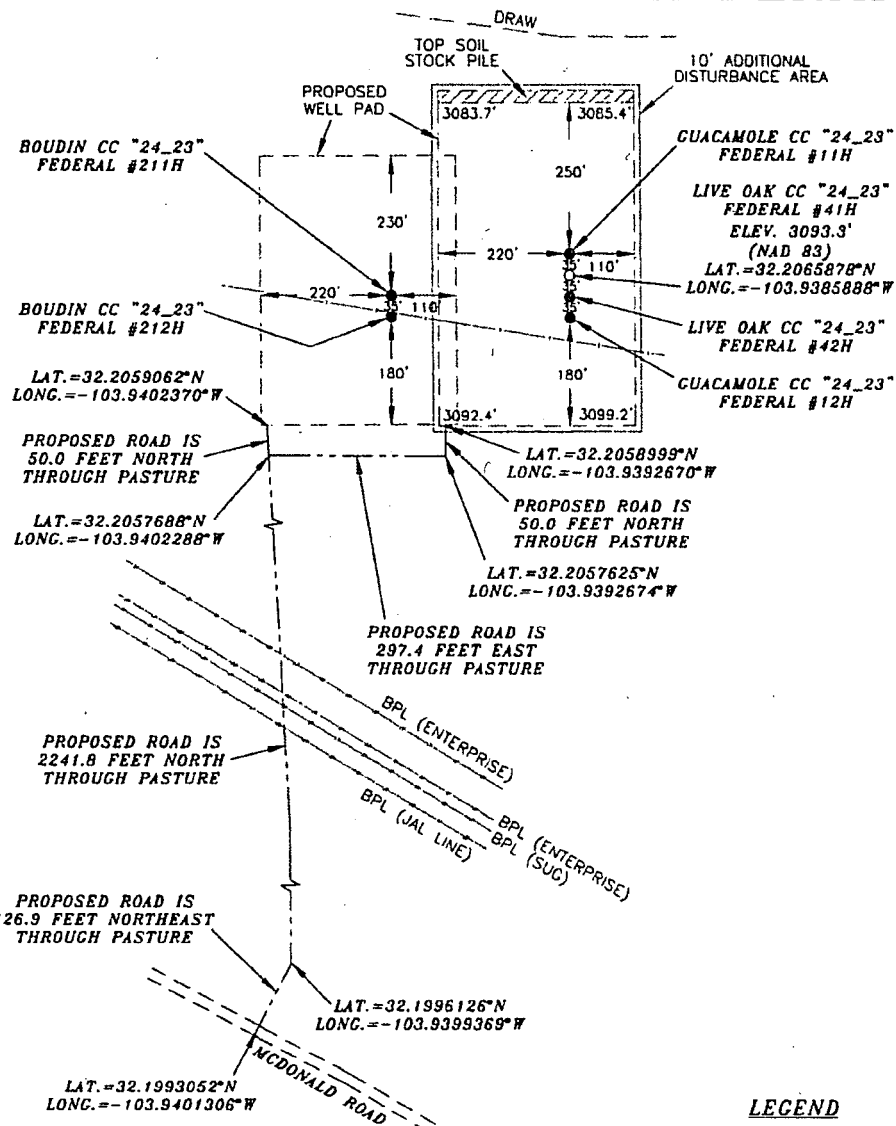 DRAW
TOP SOIL
STOCK PILE
10' ADDITIONAL
DISTURBANCE AREA
PROPOSED
WELL PAD
3083.7'
3085.4'
BOUDIN CC "24_23"
FEDERAL #211H
GUACAMOLE CC "24_23"
FEDERAL #11H
250'
230'
LIVE OAK CC "24_23"
FEDERAL #41H
ELEV. 3093.3'
(NAD 83)
LAT.=32.2065878°N
LONG.=-103.9385888°W
220'
35'
110'
35'
35'
220'
35'
110'
BOUDIN CC "24_23"
FEDERAL #212H
LIVE OAK CC "24_23"
FEDERAL #42H
180'
180'
GUACAMOLE CC "24_23"
FEDERAL #12H
LAT.=32.2059062°N
LONG.=-103.9402370°W
3092.4'
3099.2'
PROPOSED ROAD IS
50.0 FEET NORTH
THROUGH PASTURE
LAT.=32.2058999°N
LONG.=-103.9392670°W
PROPOSED ROAD IS
50.0 FEET NORTH
THROUGH PASTURE
LAT.=32.2057688°N
LONG.=-103.9402288°W
LAT.=32.2057625°N
LONG.=-103.9392674°W
PROPOSED ROAD IS
297.4 FEET EAST
THROUGH PASTURE
BPL (ENTERPRISE)
PROPOSED ROAD IS
2241.8 FEET NORTH
THROUGH PASTURE
BPL (JAL LINE)
BPL (ENTERPRISE)
BPL (SUG)
PROPOSED ROAD IS
26.9 FEET NORTHEAST
THROUGH PASTURE
LAT.=32.1996126°N
LONG.=-103.9399369°W
MCDONALD ROAD
LAT.=32.1993052°N
LONG.=-103.9401306°W
LEGEND